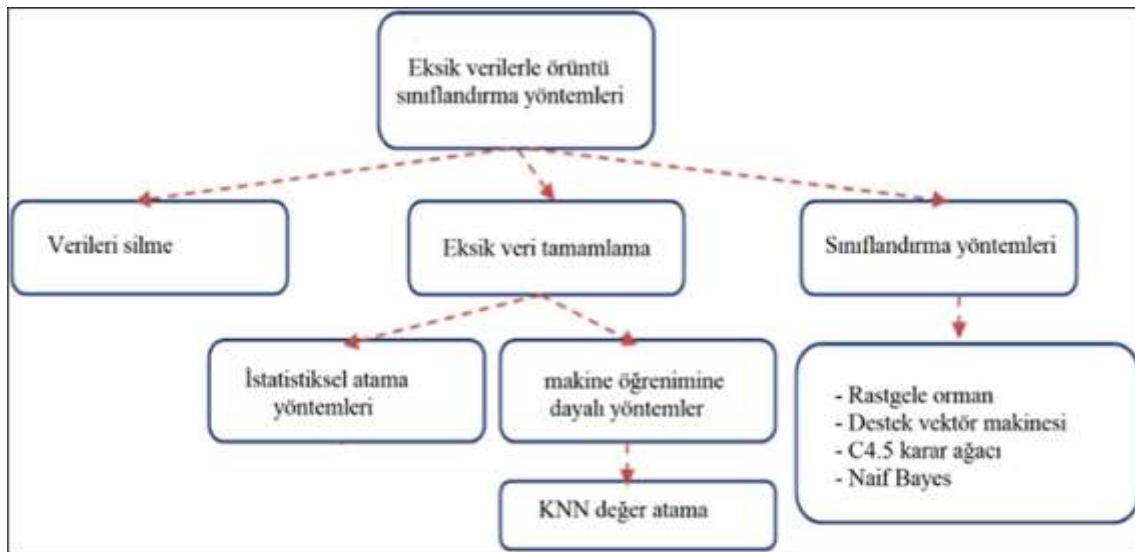 Eksik verilerle örüntü
sınıflandırma yöntemleri
Verileri silme
Eksik veri tamamlama
Sınıflandırma yöntemleri
İstatistiksel atama
yöntemleri
makine öğrenimine
dayalı yöntemler
- Rastgele orman
- Destek vektör makinesi
- C4.5 karar ağacı
- Naif Bayes
KNN değer atama